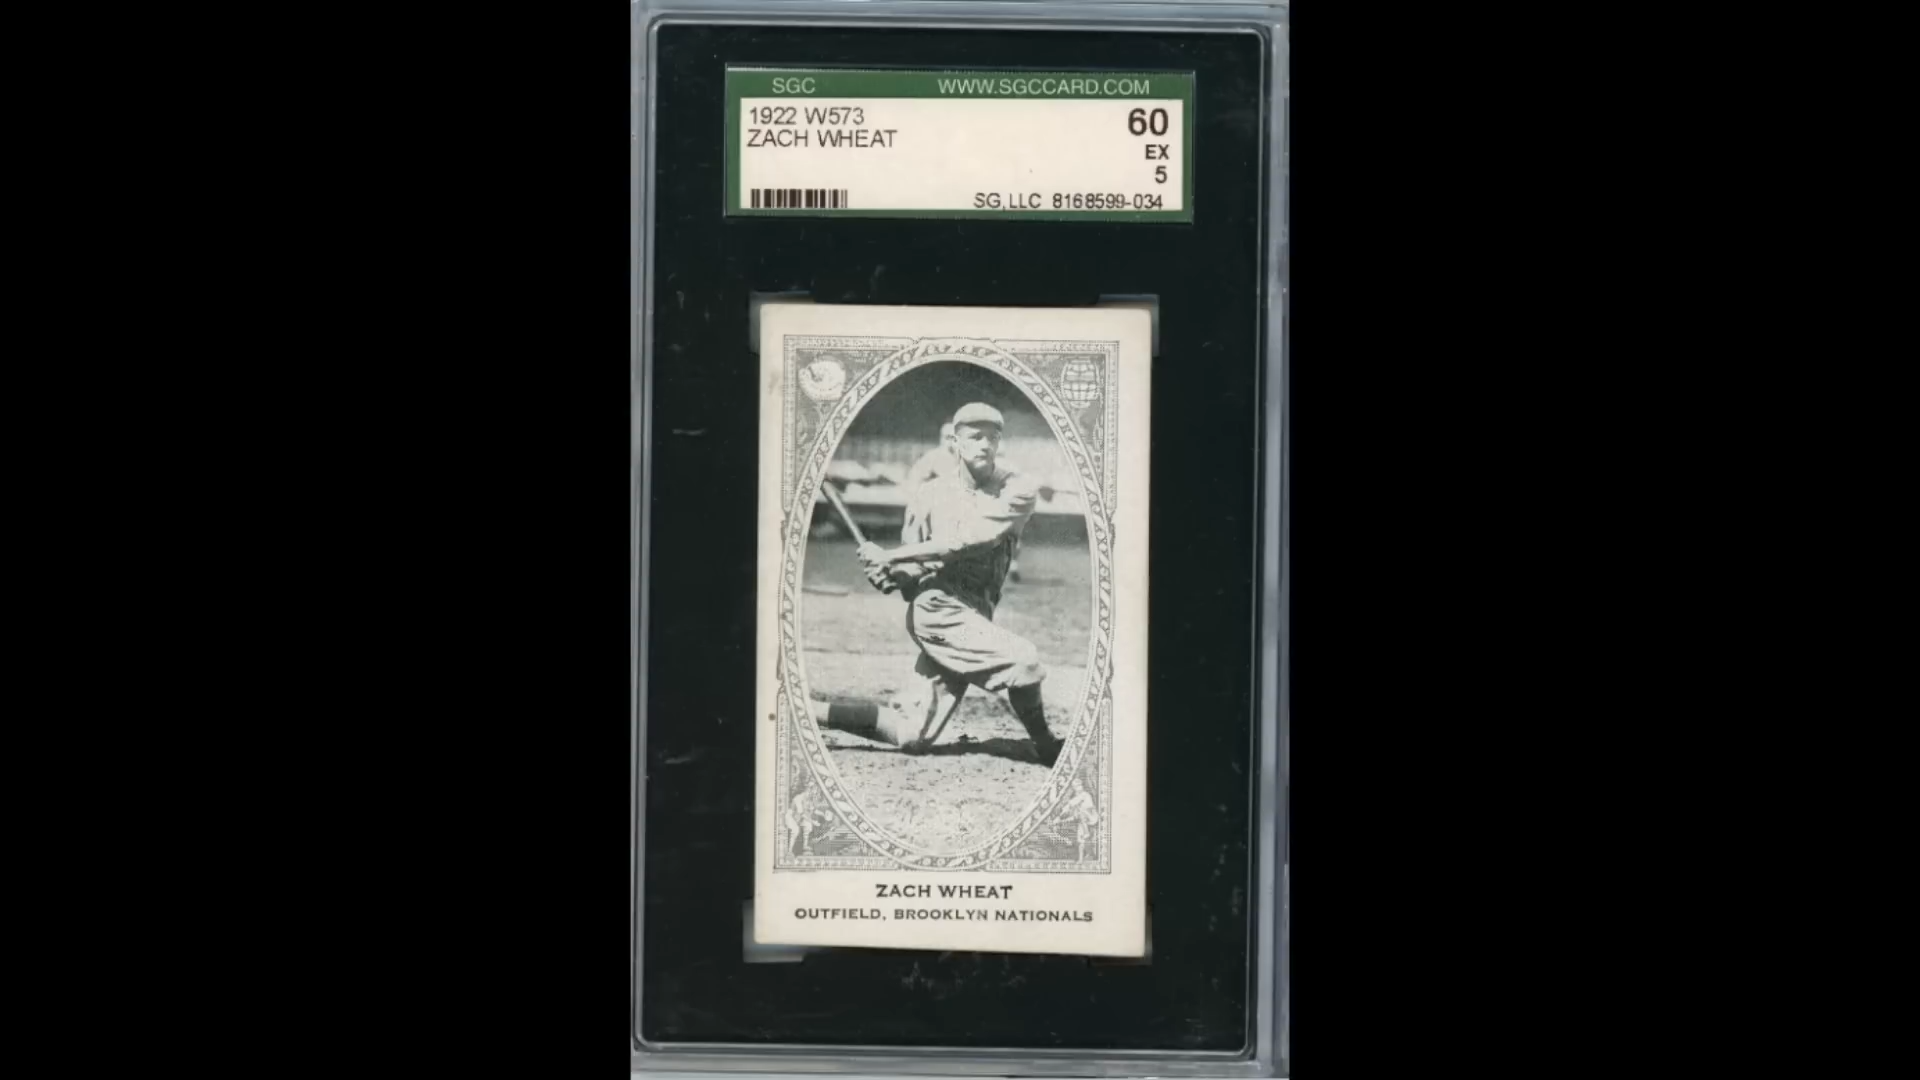 SGC WWW.SGCCARD.COM
1922 W573 60
ZACH WHEAT EX
5
SG, LLC 8168599-034
ZACH WHEAT
OUTFIELD, BROOKLYN NATIONALS